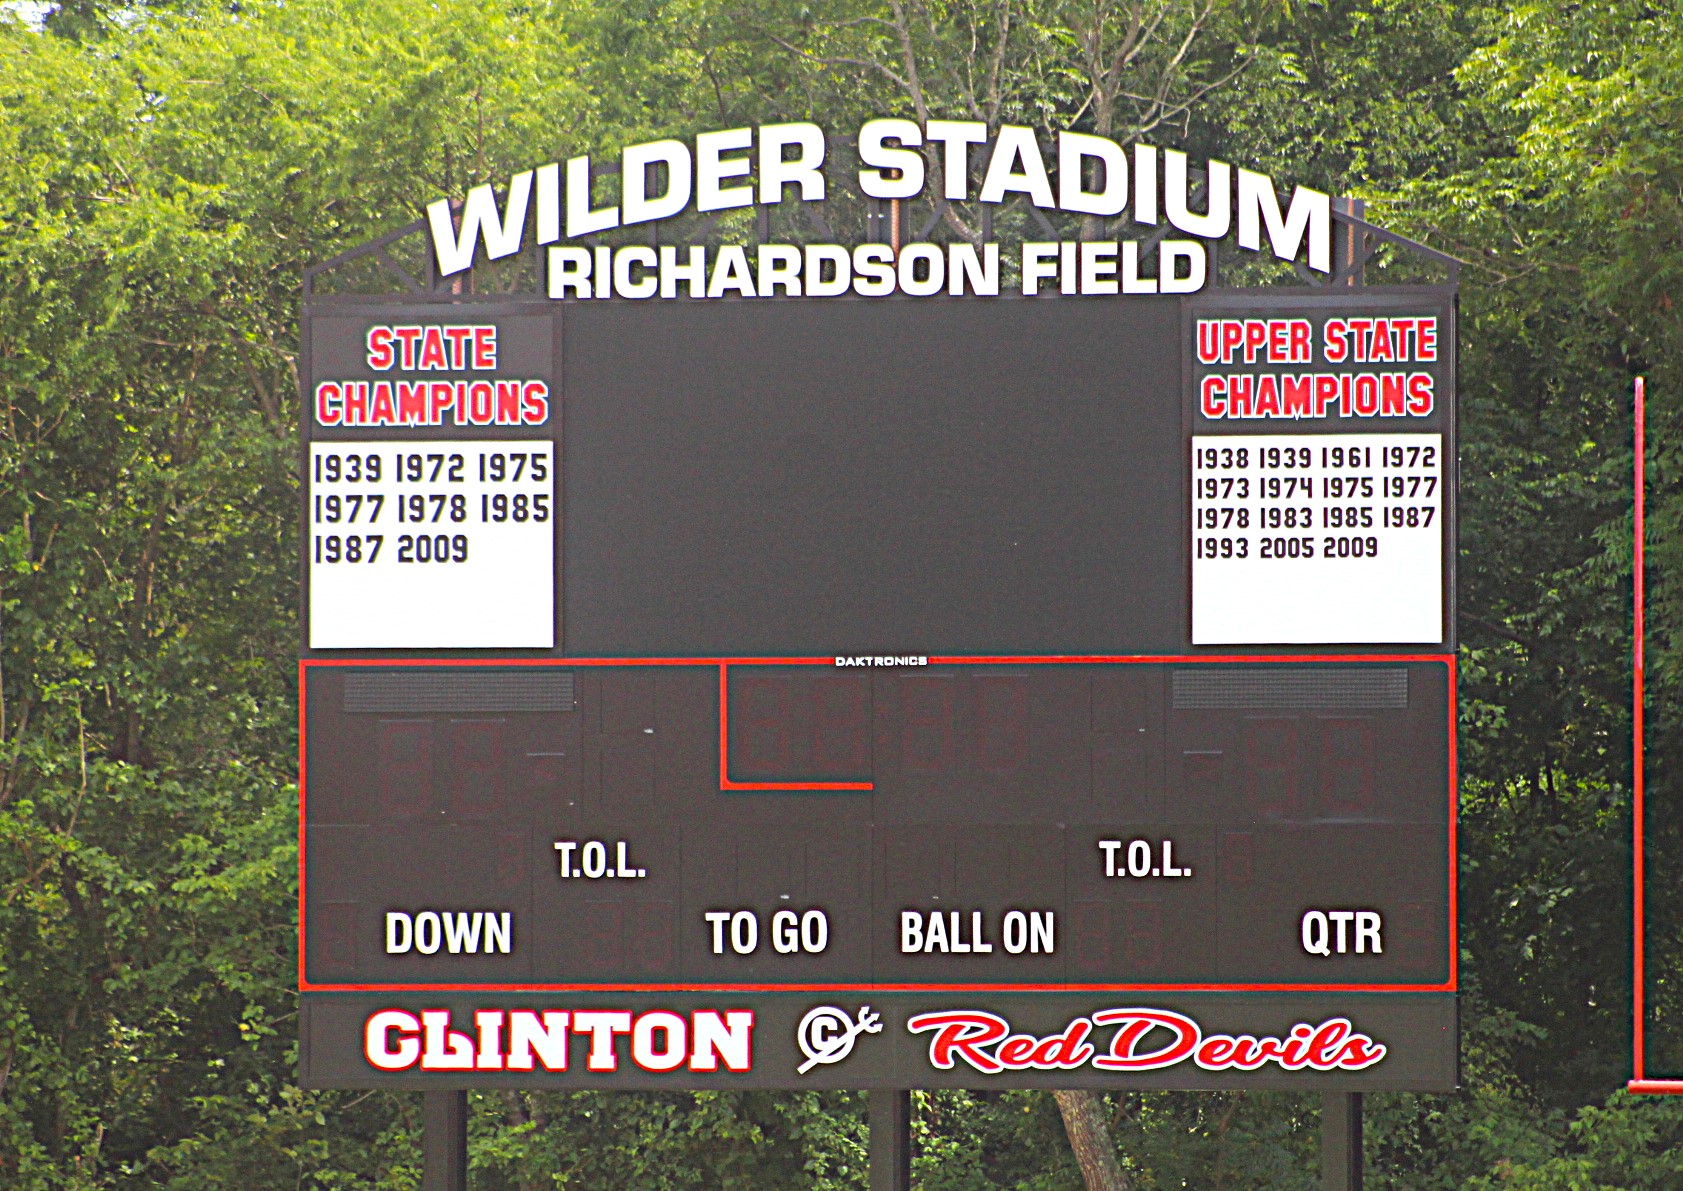 WILDER STADIUM
RICHARDSON FIELD
STATE
CHAMPIONS
1939 1972 1975
1977 1978 1985
1987 2009
UPPER STATE
CHAMPIONS
1938 1939 1961 1972
1973 1974 1975 1977
1978 1983 1985 1987
1993 2005 2009
DAKTRONICS
T.O.L. T.O.L.
DOWN TO GO BALL ON QTR
CLINTON C Red Devils